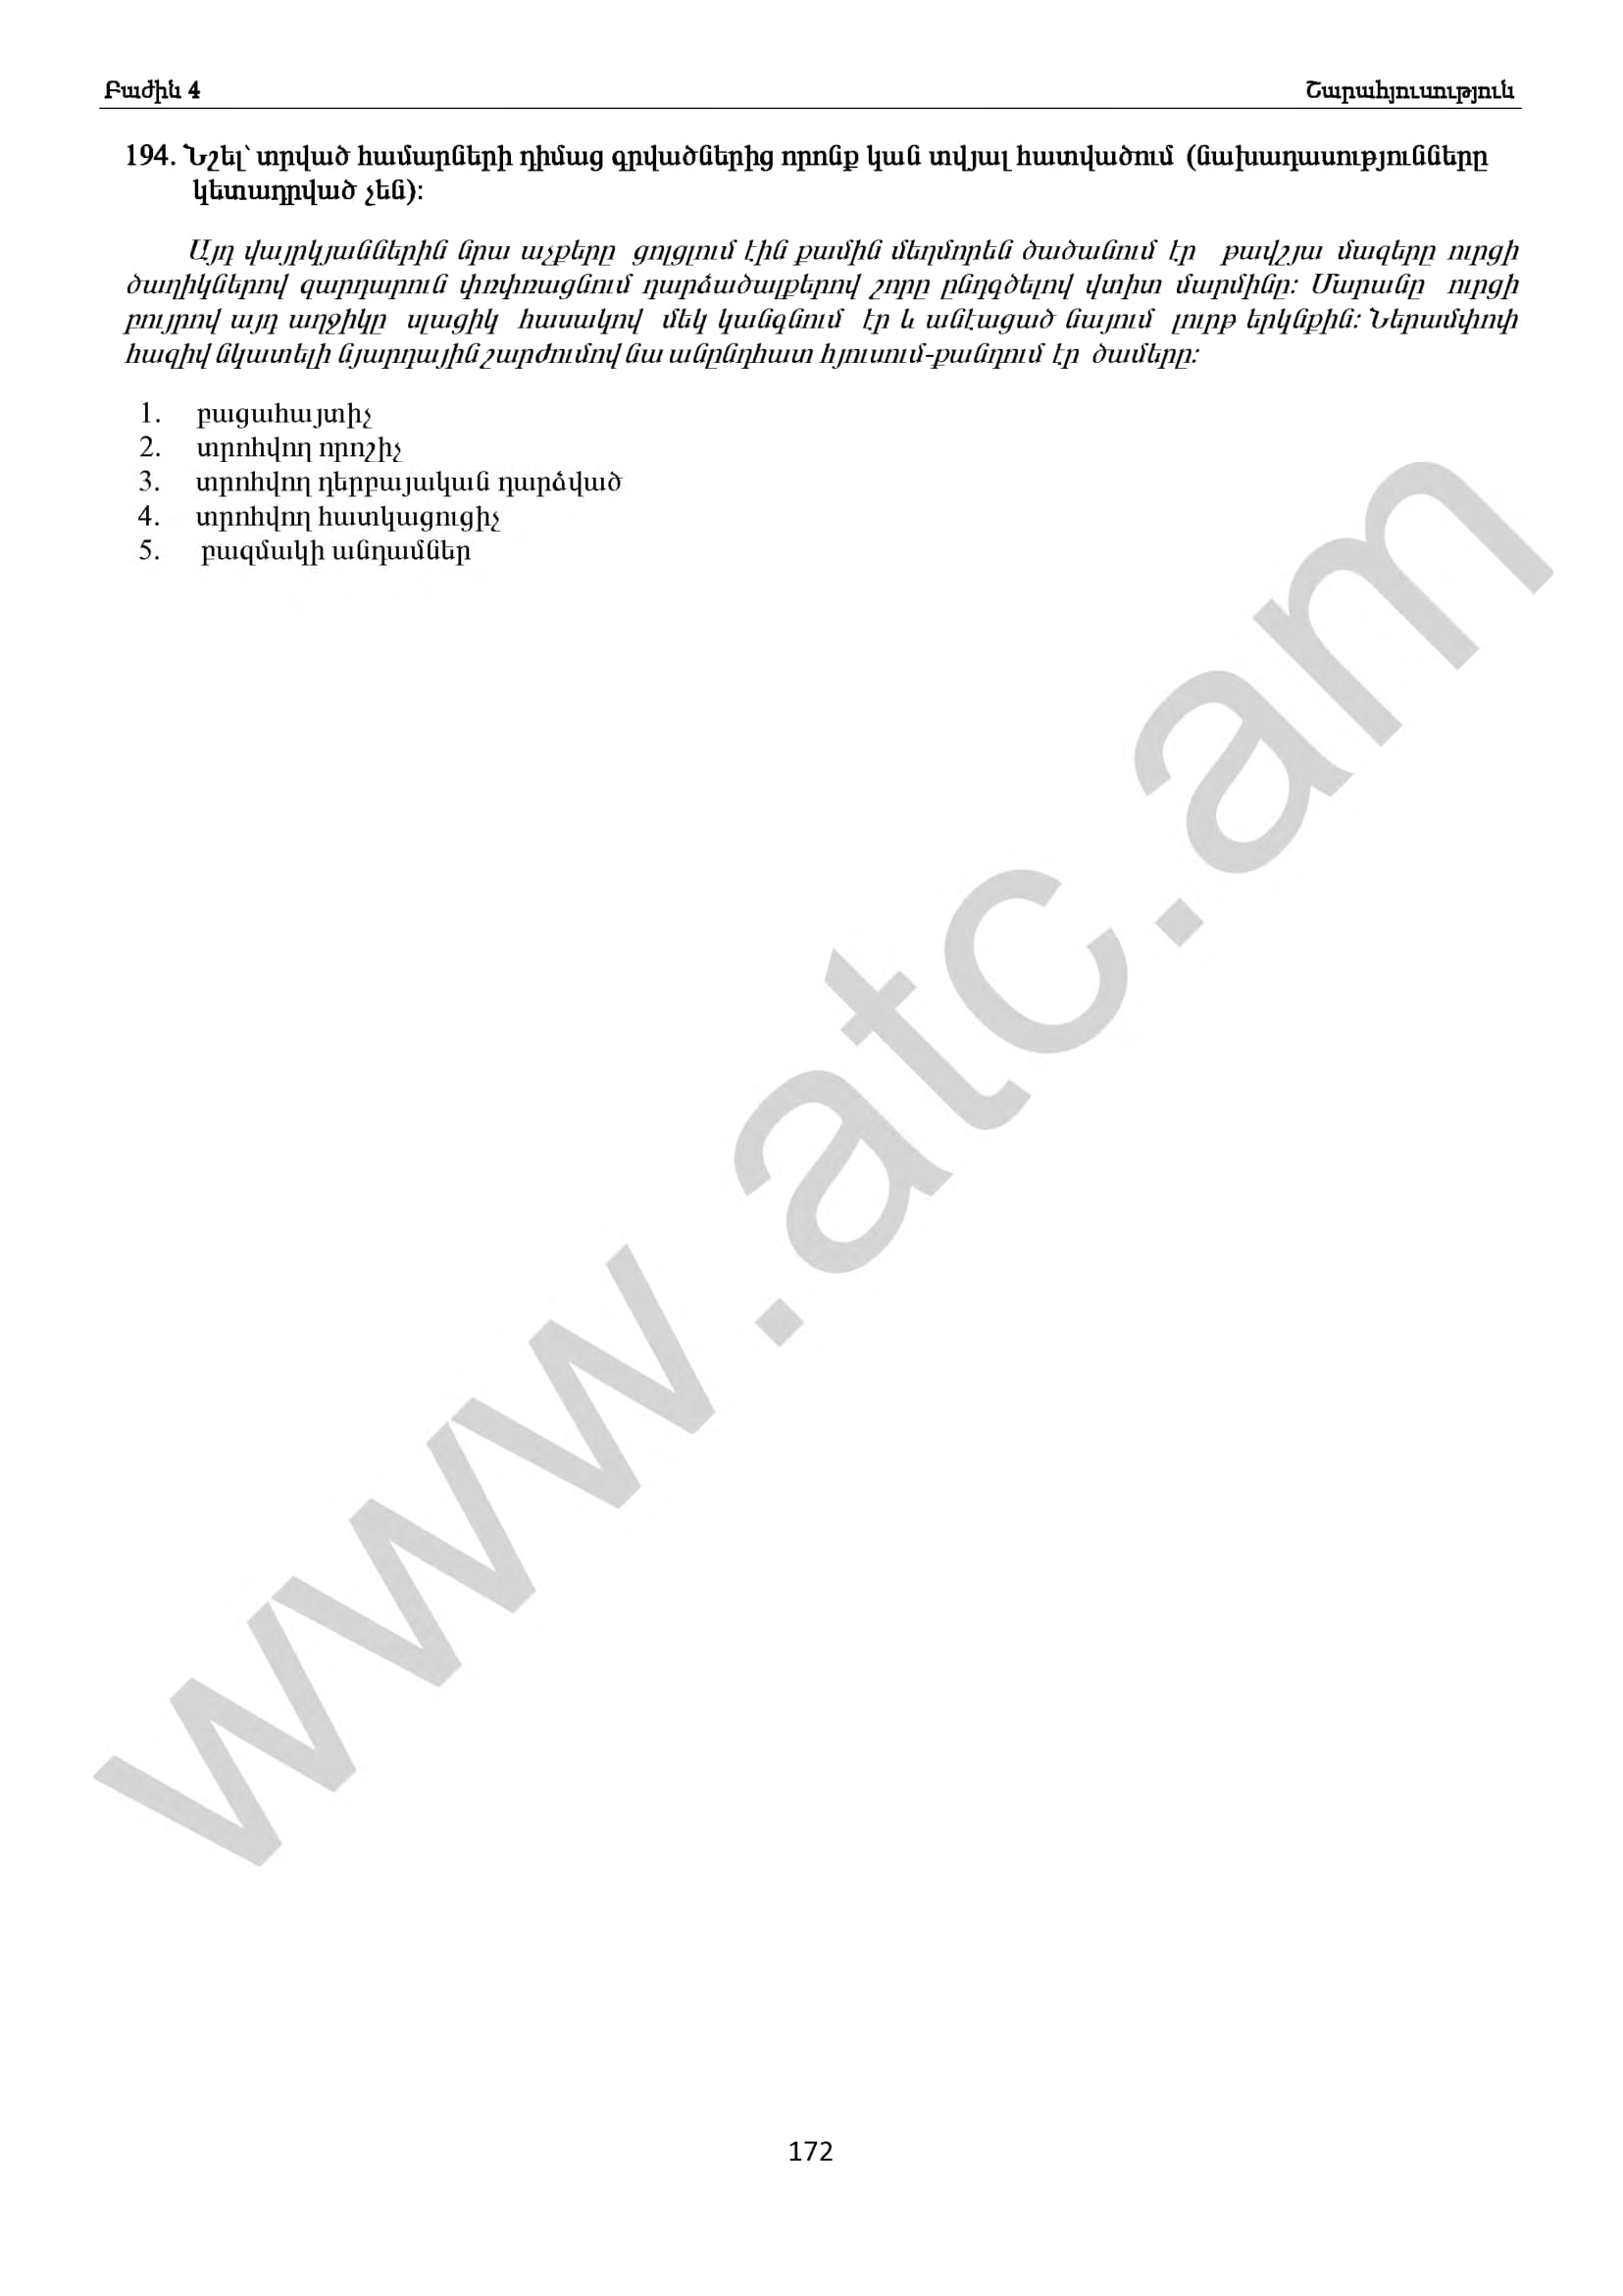 Բաժին 4 Շարահյուսություն
194. Նշել՝ տրված համարների դիմաց գրվածներից որոնք կան տվյալ հատվածում (նախադասությունները
կետադրված չեն):
Այդ վայրկյաններին նրա աչքերը ցոլցլում էին քամին մեղմորեն ծածանում էր թավշյա մազերը ուրցի
ծաղիկներով զարդարուն փոփռացնում դարձածալքերով շորը ընդգծելով վտիտ մարմինը: Մարանը ուրցի
բույրով այդ աղջիկը սլացիկ հասակով մեկ կանգնում էր և անէացած նայում լուրթ երկնքին: Ներամփոփ
հազիվ նկատելի նյարդային շարժումով նա անընդհատ հյուսում-քանդում էր ծամերը:
1. բացահայտիչ
2. տրոհվող որոշիչ
3. տրոհվող դերբայական դարձված
4. տրոհվող հատկացուցիչ
5. բազմակի անդամներ
www.atc.am
172